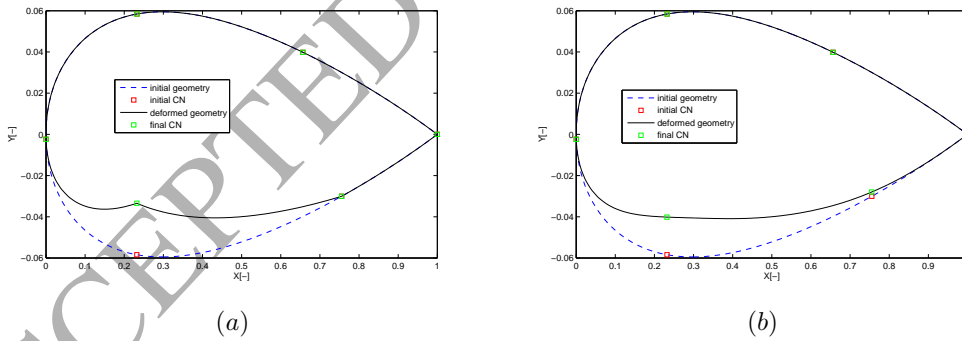 0.06
0.04
0.02
0
−0.02
−0.04
−0.06
Y[−]
initial geometry
initial CN
deformed geometry
final CN
0 0.1 0.2 0.3 0.4 0.5 0.6 0.7 0.8 0.9 1
X[−]
(a)
CCEPTED
0.06
0.04
0.02
0
−0.02
−0.04
−0.06
Y[−]
initial geometry
initial CN
deformed geometry
final CN
0 0.1 0.2 0.3 0.4 0.5 0.6 0.7 0.8 0.9
X[−]
(b)